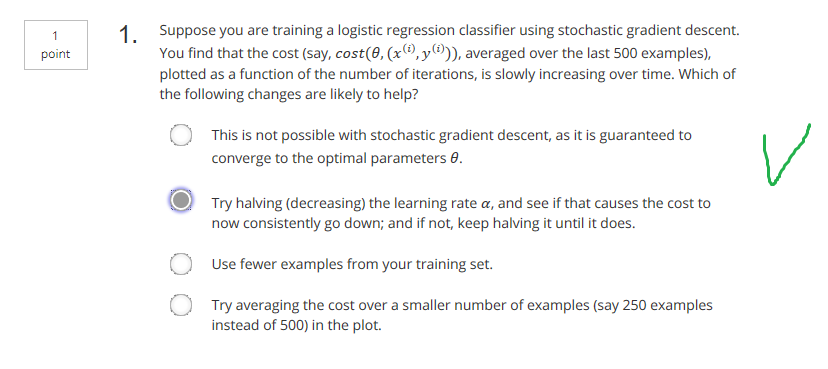 1
point
1. Suppose you are training a logistic regression classifier using stochastic gradient descent.
You find that the cost (say, cost(θ, (x⁽ⁱ⁾, y⁽ⁱ⁾)), averaged over the last 500 examples),
plotted as a function of the number of iterations, is slowly increasing over time. Which of
the following changes are likely to help?
This is not possible with stochastic gradient descent, as it is guaranteed to
converge to the optimal parameters θ.
Try halving (decreasing) the learning rate α, and see if that causes the cost to
now consistently go down; and if not, keep halving it until it does.
Use fewer examples from your training set.
Try averaging the cost over a smaller number of examples (say 250 examples
instead of 500) in the plot.